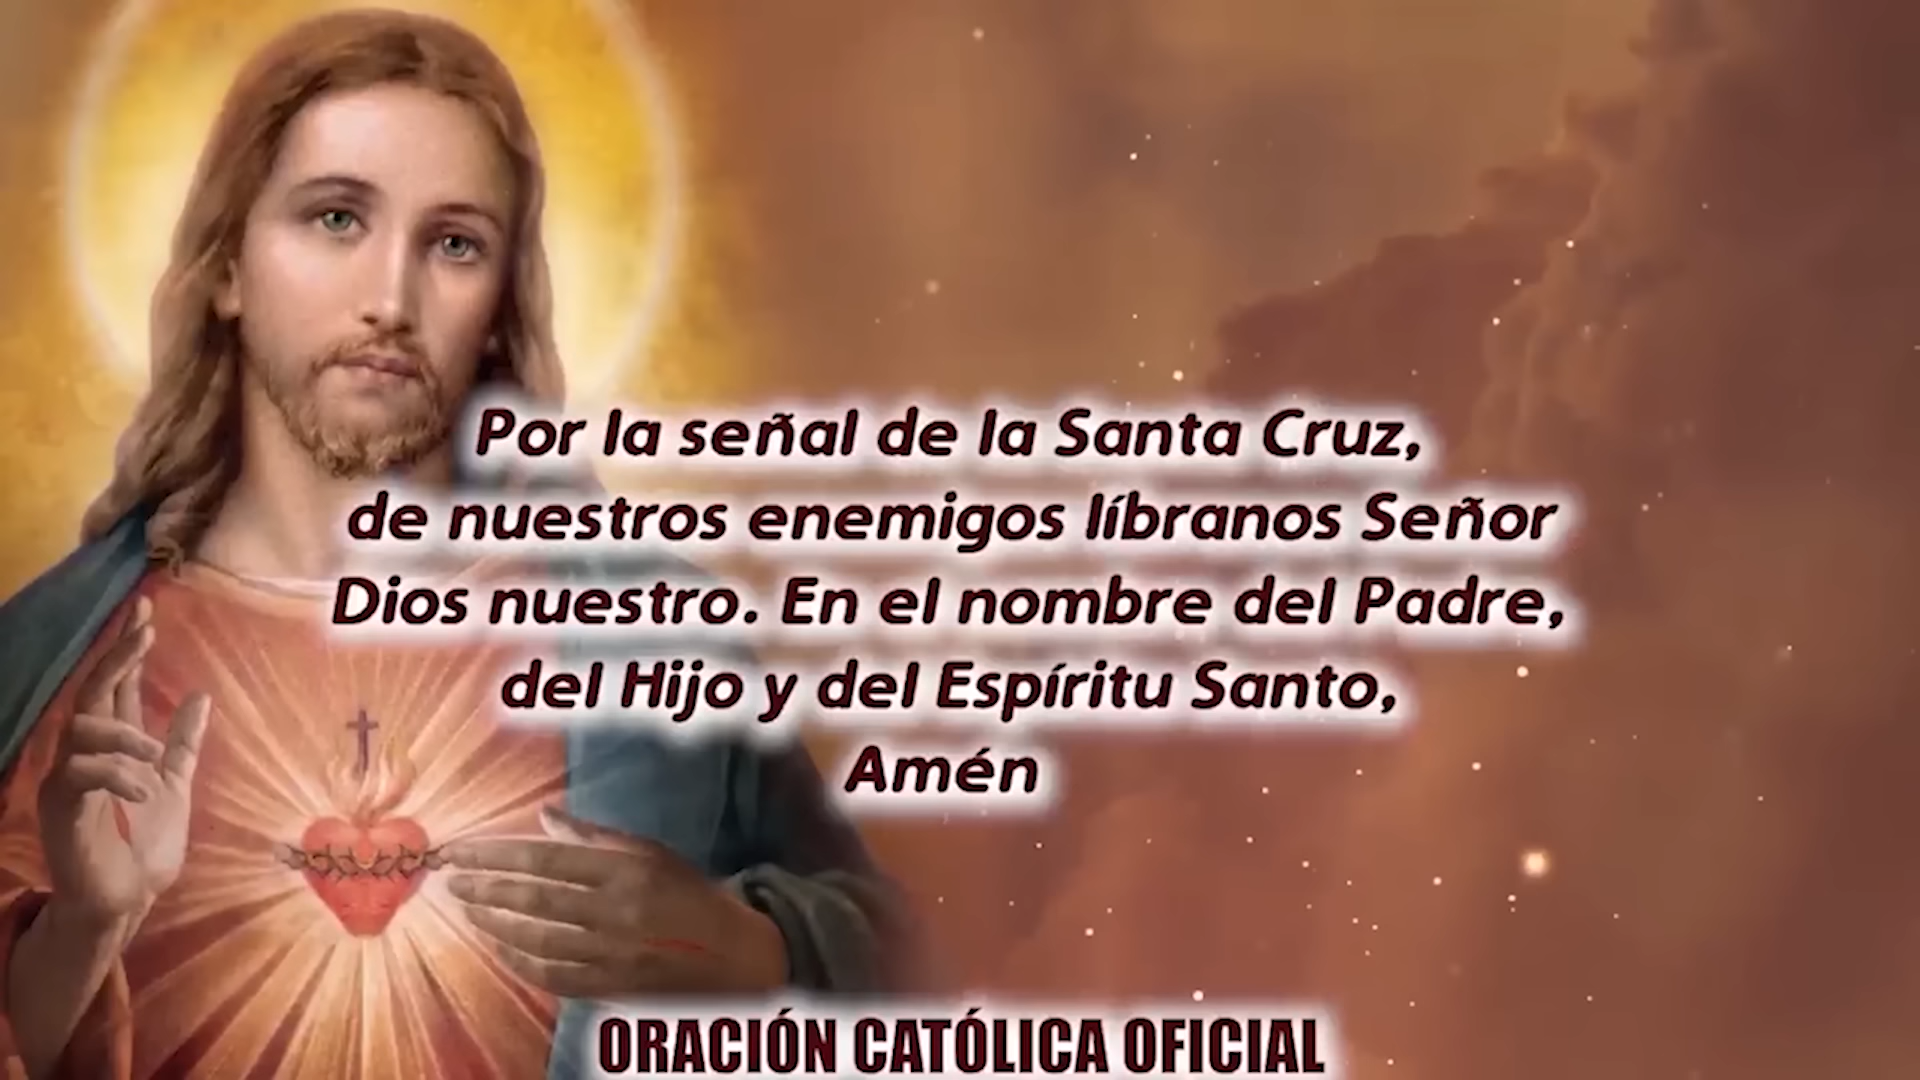 Por la señal de la Santa Cruz,
de nuestros enemigos líbranos Señor
Dios nuestro. En el nombre del Padre,
del Hijo y del Espíritu Santo,
Amén
ORACIÓN CATÓLICA OFICIAL